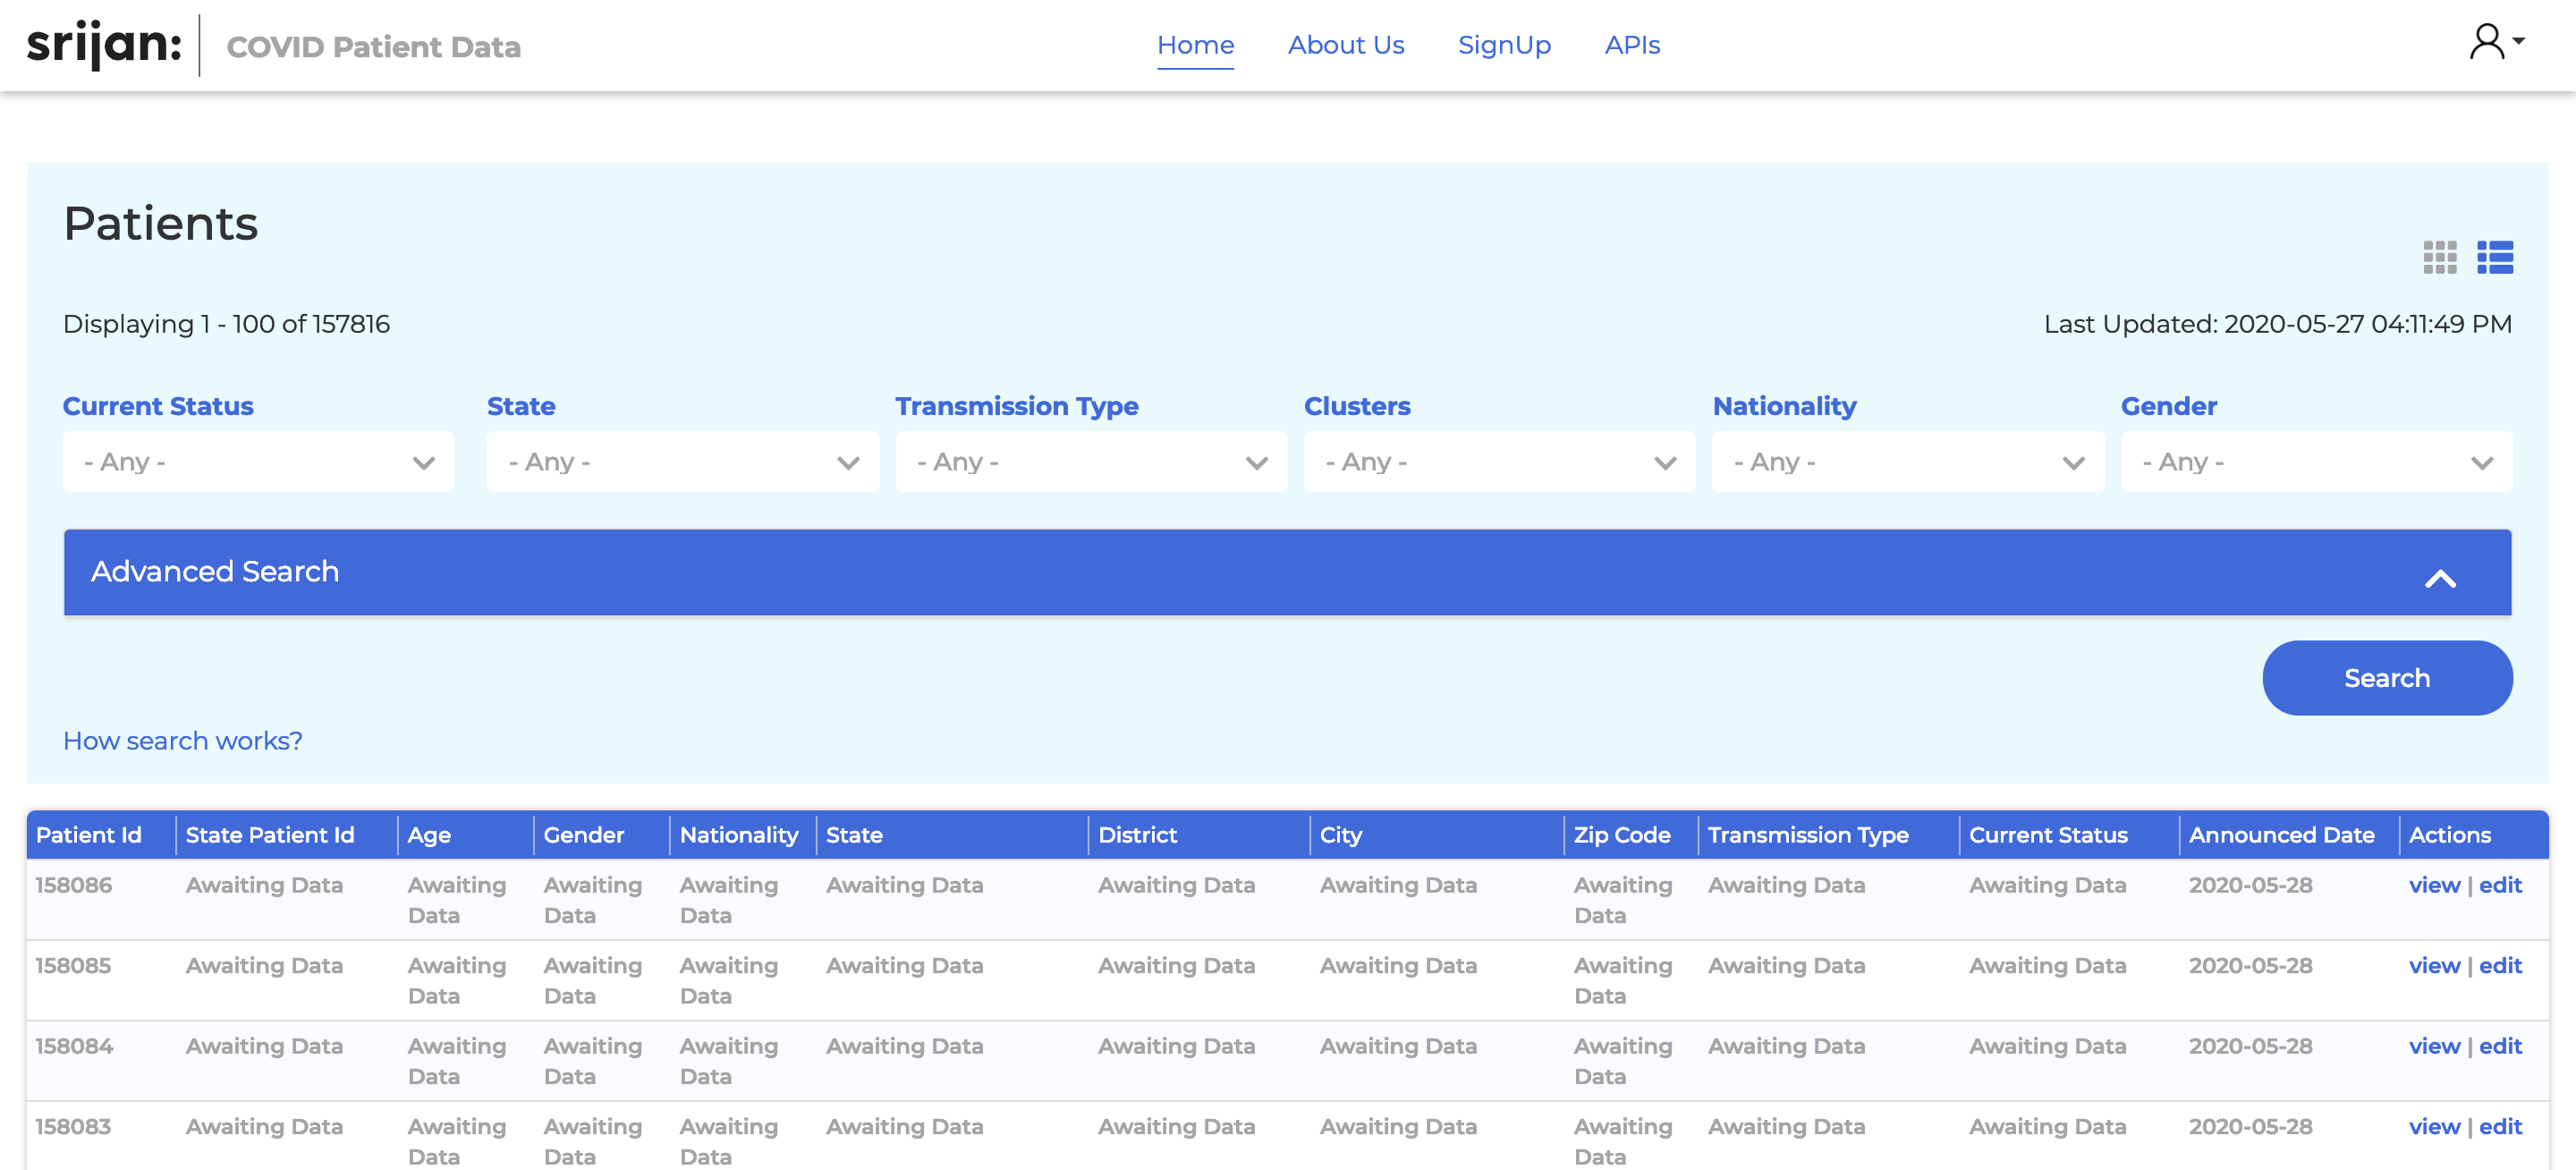 srijan: COVID Patient Data Home About Us SignUp APIs
Patients
Displaying 1 - 100 of 157816 Last Updated: 2020-05-27 04:11:49 PM
Current Status State Transmission Type Clusters Nationality Gender
- Any - - Any - - Any - - Any - - Any - - Any -
Advanced Search
Search
How search works?
Patient Id State Patient Id Age Gender Nationality State District City Zip Code Transmission Type Current Status Announced Date Actions
158086 Awaiting Data Awaiting Data Awaiting Data Awaiting Data Awaiting Data Awaiting Data Awaiting Data Awaiting Data Awaiting Data Awaiting Data 2020-05-28 view | edit
158085 Awaiting Data Awaiting Data Awaiting Data Awaiting Data Awaiting Data Awaiting Data Awaiting Data Awaiting Data Awaiting Data Awaiting Data 2020-05-28 view | edit
158084 Awaiting Data Awaiting Data Awaiting Data Awaiting Data Awaiting Data Awaiting Data Awaiting Data Awaiting Data Awaiting Data Awaiting Data 2020-05-28 view | edit
158083 Awaiting Data Awaiting Data Awaiting Data Awaiting Data Awaiting Data Awaiting Data Awaiting Data Awaiting Data Awaiting Data Awaiting Data 2020-05-28 view | edit